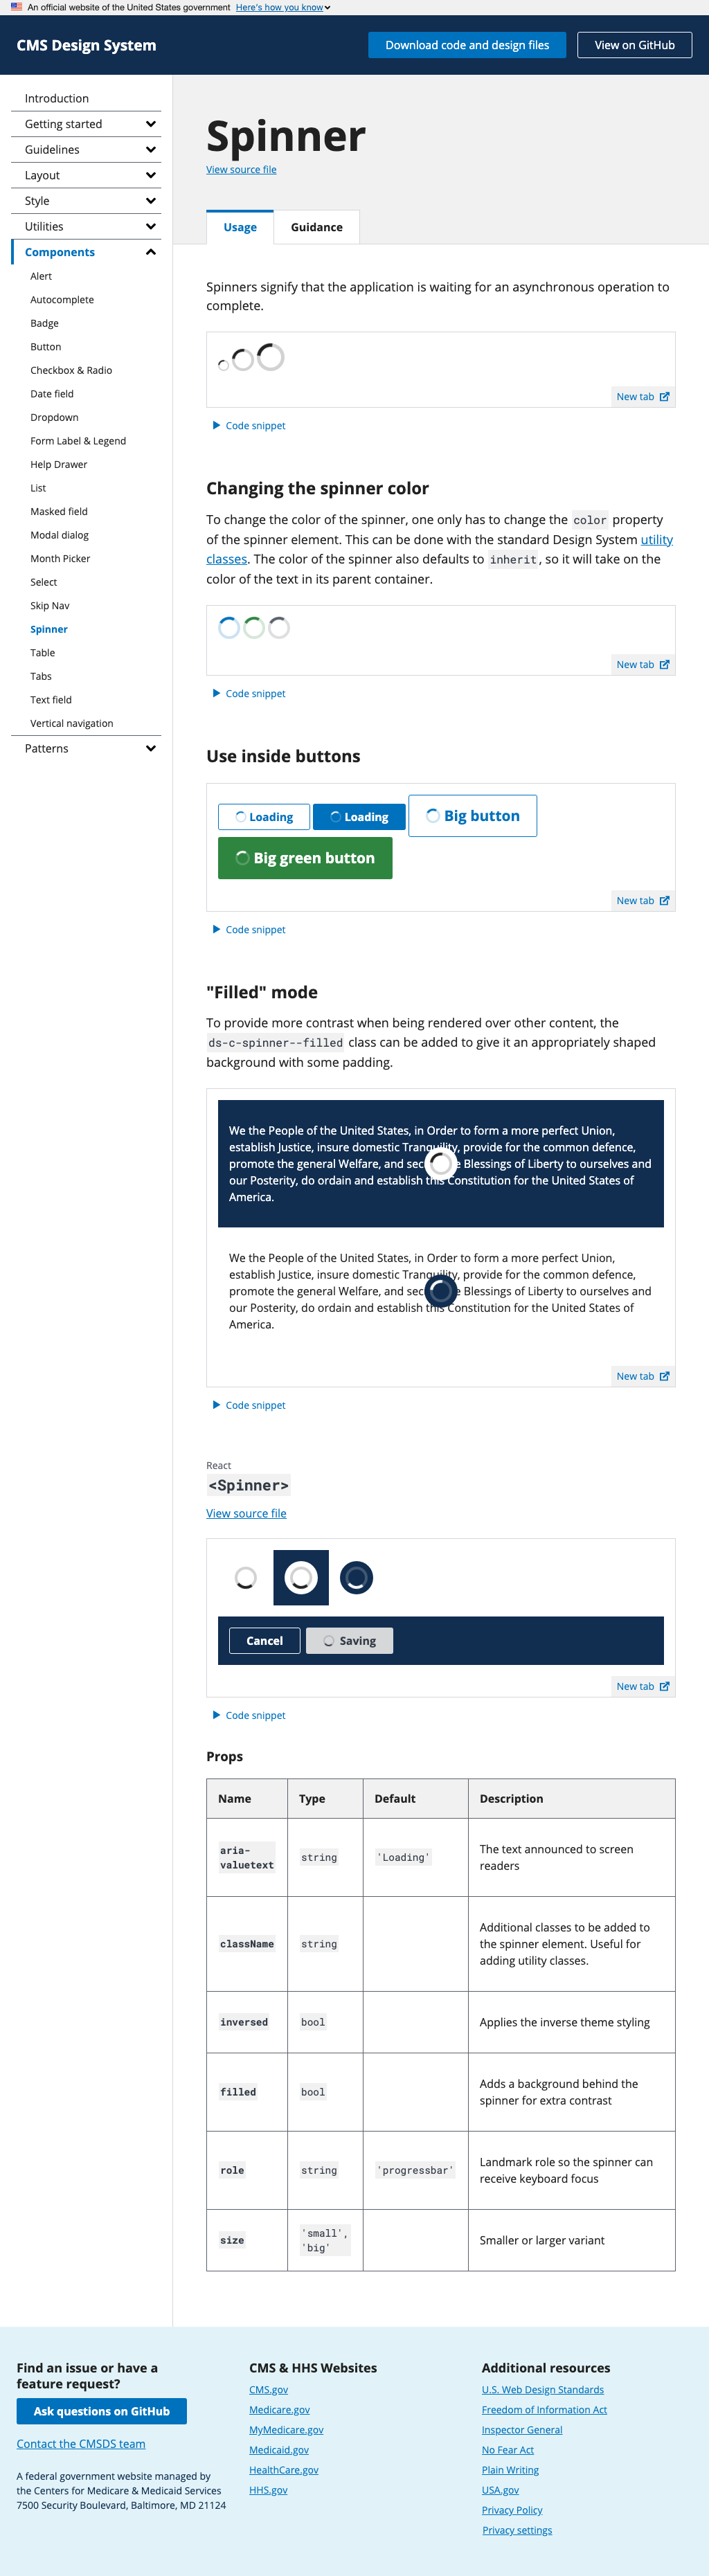 An official website of the United States government Here's how you know
CMS Design System
Download code and design files
View on GitHub
Introduction
Getting started
Guidelines
Layout
Style
Utilities
Components
Alert
Autocomplete
Badge
Button
Checkbox & Radio
Date field
Dropdown
Form Label & Legend
Help Drawer
List
Masked field
Modal dialog
Month Picker
Select
Skip Nav
Spinner
Table
Tabs
Text field
Vertical navigation
Patterns
Spinner
View source file
Usage
Guidance
Spinners signify that the application is waiting for an asynchronous operation to
complete.
New tab
Code snippet
Changing the spinner color
To change the color of the spinner, one only has to change the color property
of the spinner element. This can be done with the standard Design System utility
classes. The color of the spinner also defaults to inherit, so it will take on the
color of the text in its parent container.
New tab
Code snippet
Use inside buttons
Loading
Loading
Big button
Big green button
New tab
Code snippet
"Filled" mode
To provide more contrast when being rendered over other content, the
ds-c-spinner--filled class can be added to give it an appropriately shaped
background with some padding.
We the People of the United States, in Order to form a more perfect Union,
establish Justice, insure domestic Tranquility, provide for the common defence,
promote the general Welfare, and sec e Blessings of Liberty to ourselves and
our Posterity, do ordain and establish this Constitution for the United States of
America.
We the People of the United States, in Order to form a more perfect Union,
establish Justice, insure domestic Tranquility, provide for the common defence,
promote the general Welfare, and sec e Blessings of Liberty to ourselves and
our Posterity, do ordain and establish this Constitution for the United States of
America.
New tab
Code snippet
React
<Spinner>
View source file
Cancel
Saving
New tab
Code snippet
Props
Name Type Default Description
aria-
valuetext
string
'Loading'
The text announced to screen
readers
className
string
Additional classes to be added to
the spinner element. Useful for
adding utility classes.
inversed
bool
Applies the inverse theme styling
filled
bool
Adds a background behind the
spinner for extra contrast
role
string
'progressbar'
Landmark role so the spinner can
receive keyboard focus
size
'small',
'big'
Smaller or larger variant
Find an issue or have a
feature request?
Ask questions on GitHub
Contact the CMSDS team
A federal government website managed by
the Centers for Medicare & Medicaid Services
7500 Security Boulevard, Baltimore, MD 21124
CMS & HHS Websites
CMS.gov
Medicare.gov
MyMedicare.gov
Medicaid.gov
HealthCare.gov
HHS.gov
Additional resources
U.S. Web Design Standards
Freedom of Information Act
Inspector General
No Fear Act
Plain Writing
USA.gov
Privacy Policy
Privacy settings